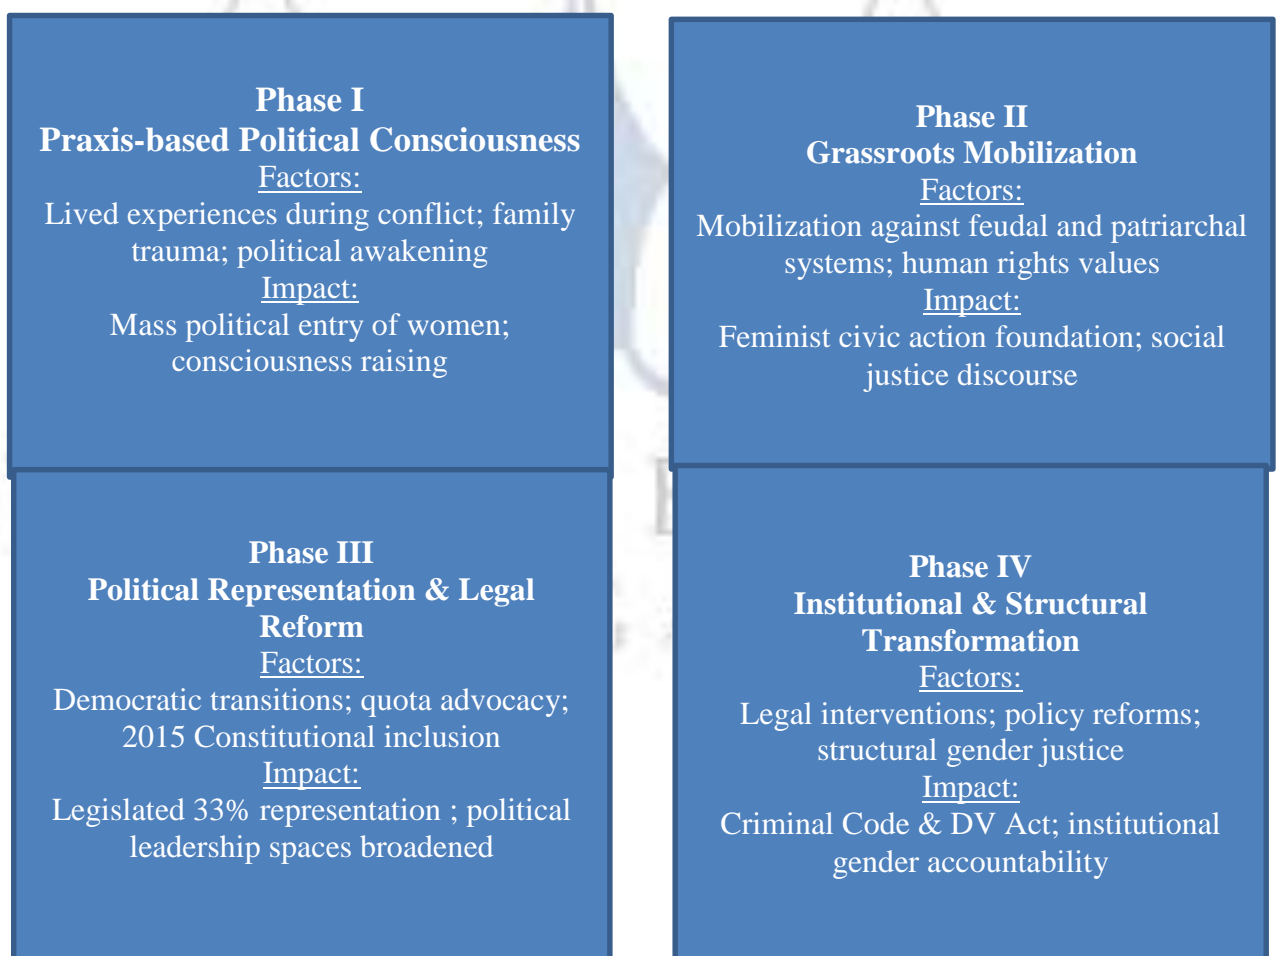 Phase I
Praxis-based Political Consciousness
Factors:
Lived experiences during conflict; family
trauma; political awakening
Impact:
Mass political entry of women;
consciousness raising
Phase II
Grassroots Mobilization
Factors:
Mobilization against feudal and patriarchal
systems; human rights values
Impact:
Feminist civic action foundation; social
justice discourse
Phase III
Political Representation & Legal
Reform
Factors:
Democratic transitions; quota advocacy;
2015 Constitutional inclusion
Impact:
Legislated 33% representation ; political
leadership spaces broadened
Phase IV
Institutional & Structural
Transformation
Factors:
Legal interventions; policy reforms;
structural gender justice
Impact:
Criminal Code & DV Act; institutional
gender accountability